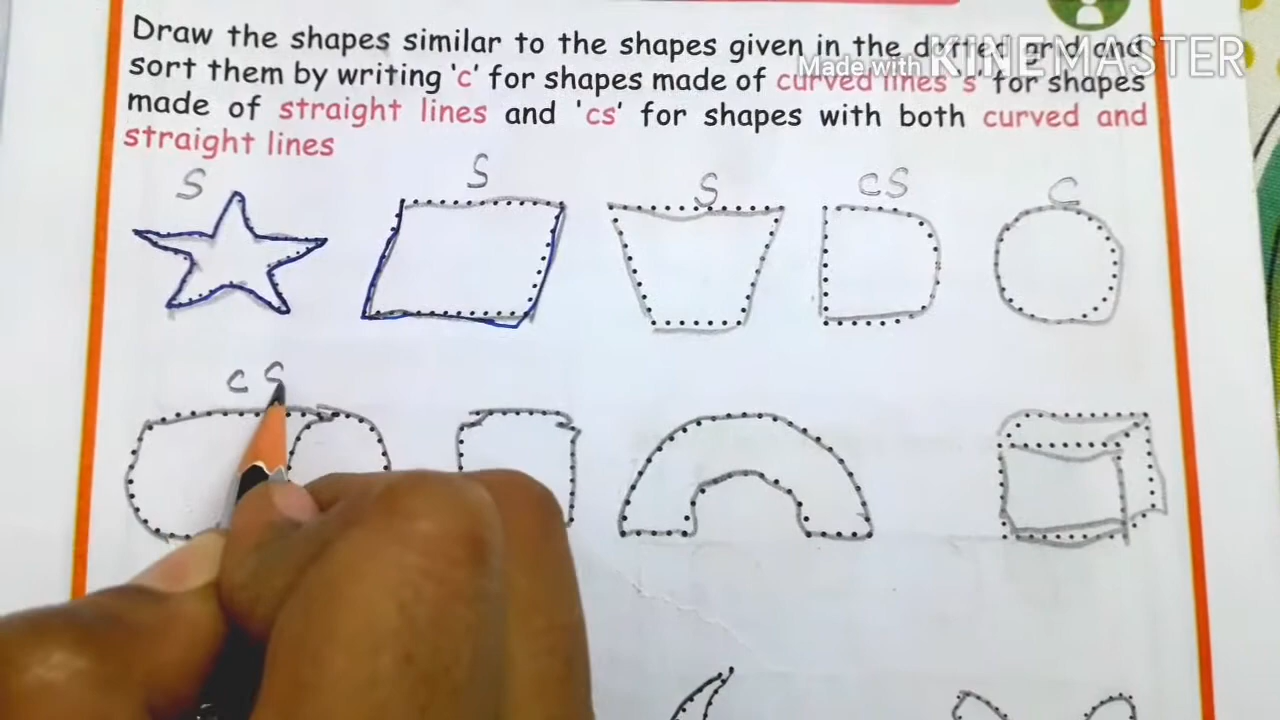 Draw the shapes similar to the shapes given in the dotted grid and
Made with KINEMASTER
sort them by writing 'c' for shapes made of curved lines 's' for shapes
made of straight lines and 'cs' for shapes with both curved and
straight lines
S S S CS C
CS